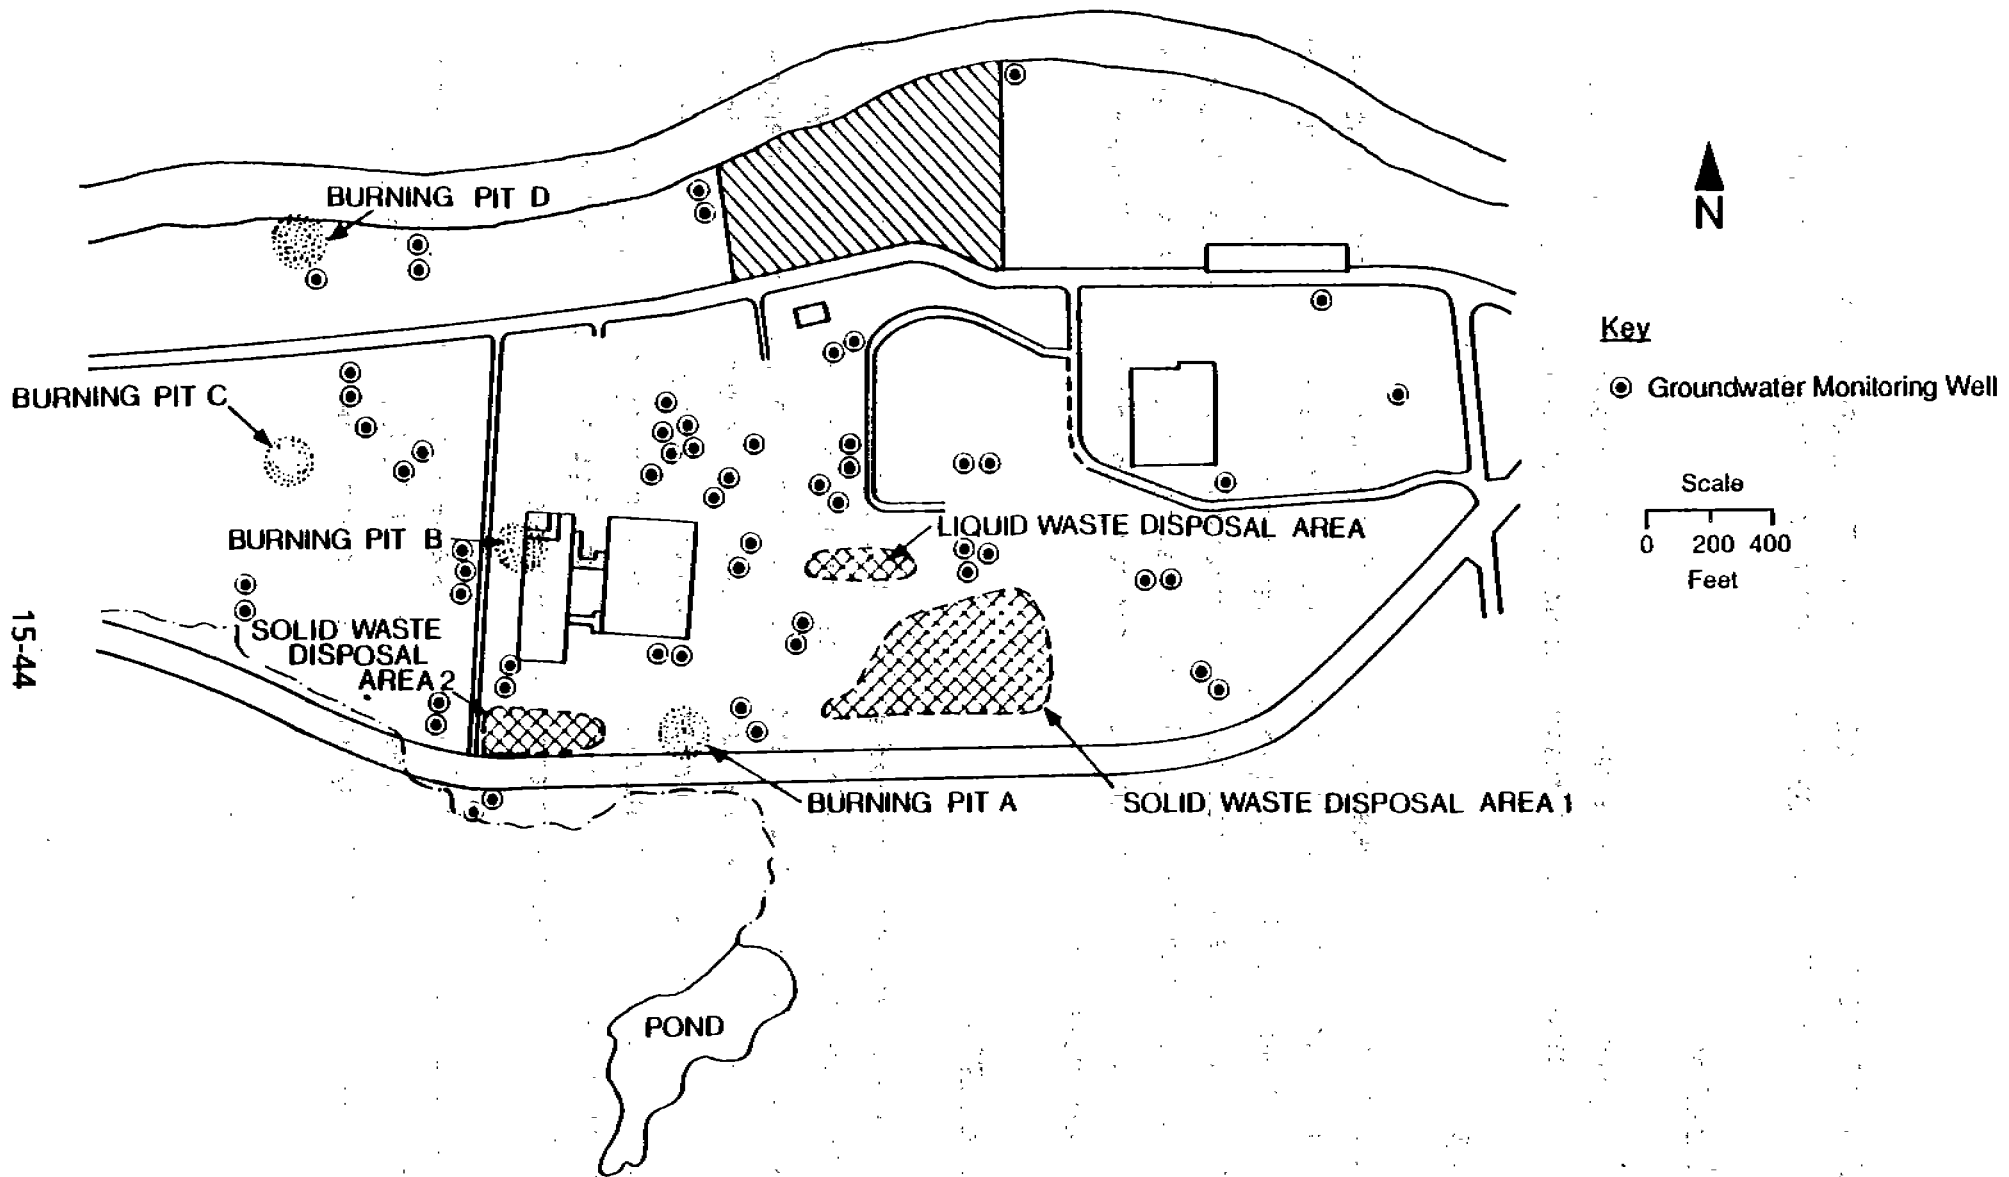 BURNING PIT D
N
Key
Groundwater Monitoring Well
BURNING PIT C
Scale
0 200 400
Feet
LIQUID WASTE DISPOSAL AREA
BURNING PIT B
SOLID WASTE
DISPOSAL
AREA 2
15-44
BURNING PIT A
SOLID WASTE DISPOSAL AREA 1
POND